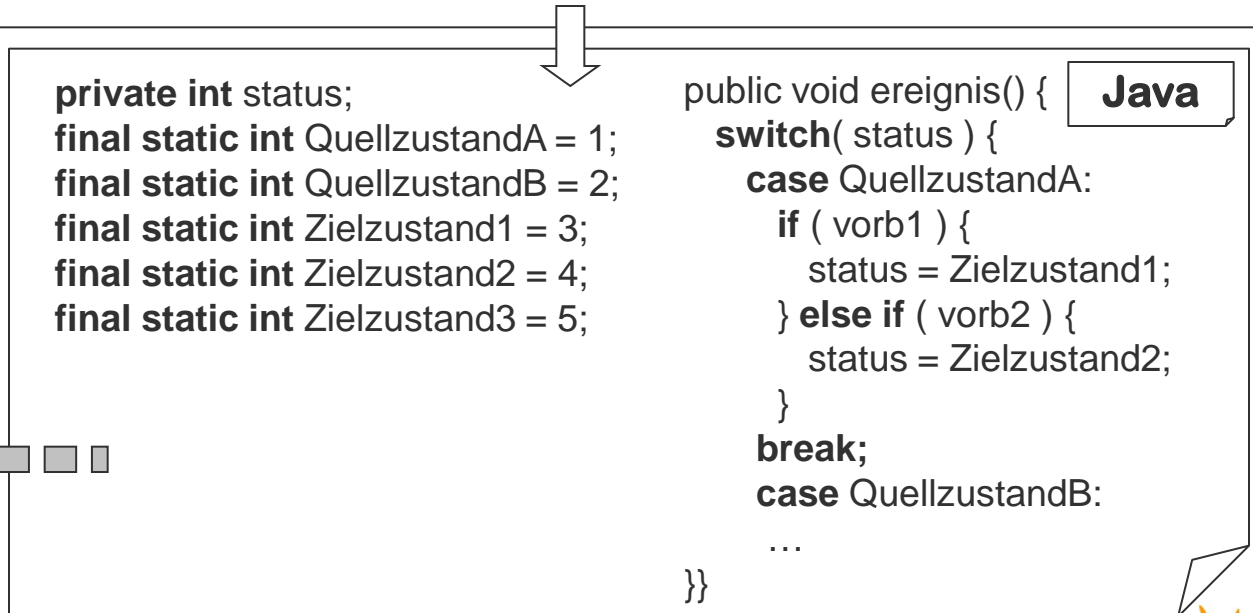 private int status;
final static int QuellzustandA = 1;
final static int QuellzustandB = 2;
final static int Zielzustand1 = 3;
final static int Zielzustand2 = 4;
final static int Zielzustand3 = 5;
public void ereignis() {
Java
switch( status ) {
case QuellzustandA:
if ( vorb1 ) {
status = Zielzustand1;
} else if ( vorb2 ) {
status = Zielzustand2;
}
break;
case QuellzustandB:
…
}}